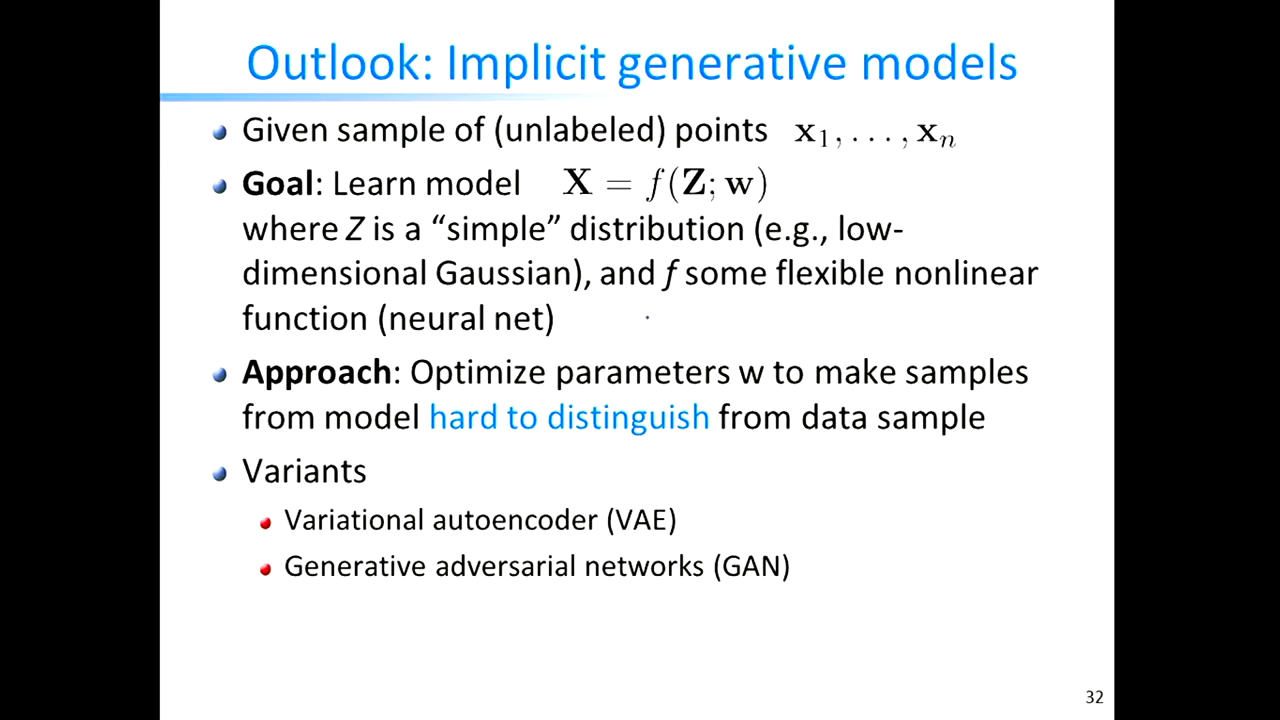 Outlook: Implicit generative models
Given sample of (unlabeled) points x₁, . . . , xₙ
Goal: Learn model X = f(Z; w)
where Z is a “simple” distribution (e.g., low-
dimensional Gaussian), and f some flexible nonlinear
function (neural net)
Approach: Optimize parameters w to make samples
from model hard to distinguish from data sample
Variants
Variational autoencoder (VAE)
Generative adversarial networks (GAN)
32